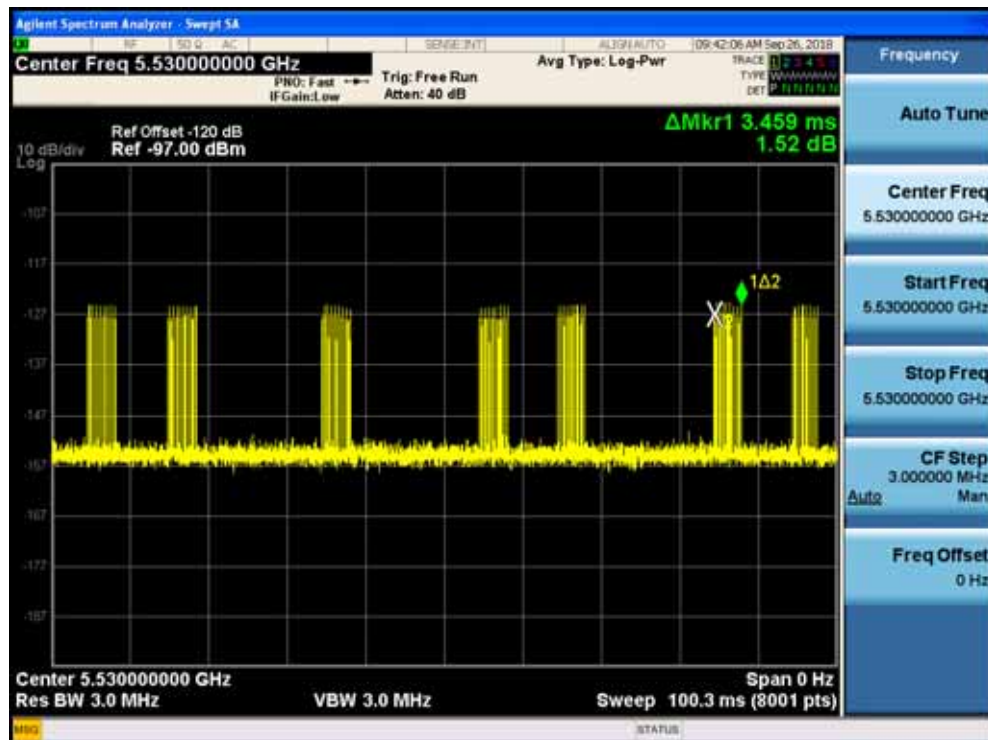 Agilent Spectrum Analyzer - Swept SA
RF 50 Ω AC SENSE:INT ALIGN AUTO 09:42:06 AM Sep 26, 2018
Center Freq 5.530000000 GHz
Avg Type: Log-Pwr
TRACE 1 2 3 4 5 6
PNO: Fast
Trig: Free Run
TYPE
IFGain:Low
Atten: 40 dB
DET P N N N N N
Ref Offset -120 dB
ΔMkr1 3.459 ms
10 dB/div
Ref -97.00 dBm
1.52 dB
Log
-107
-117
1Δ2
-127
-137
-147
-157
-167
-177
-187
Center 5.530000000 GHz
Span 0 Hz
Res BW 3.0 MHz
VBW 3.0 MHz
Sweep 100.3 ms (8001 pts)
MSG
STATUS
Frequency
Auto Tune
Center Freq
5.530000000 GHz
Start Freq
5.530000000 GHz
Stop Freq
5.530000000 GHz
CF Step
3.000000 MHz
Auto Man
Freq Offset
0 Hz